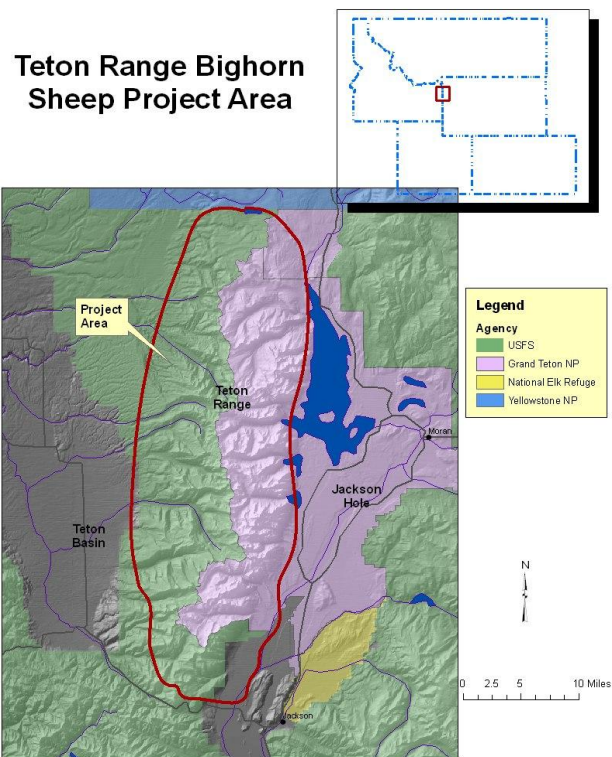 Teton Range Bighorn
Sheep Project Area
Project
Area
Teton
Range
Moran
Jackson
Hole
Teton
Basin
Jackson
Legend
Agency
USFS
Grand Teton NP
National Elk Refuge
Yellowstone NP
N
0 2.5 5 10 Miles